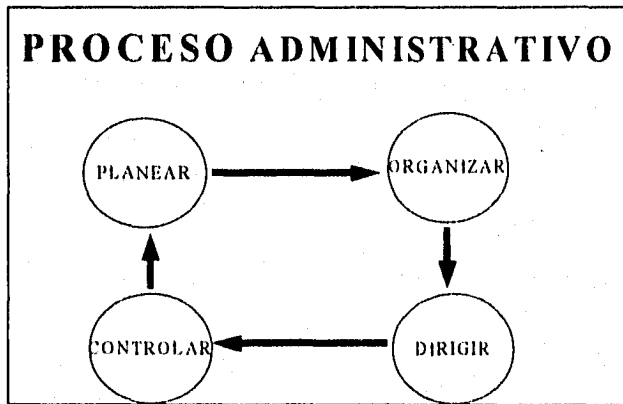 PROCESO ADMINISTRATIVO
PLANEAR
ORGANIZAR
CONTROLAR
DIRIGIR